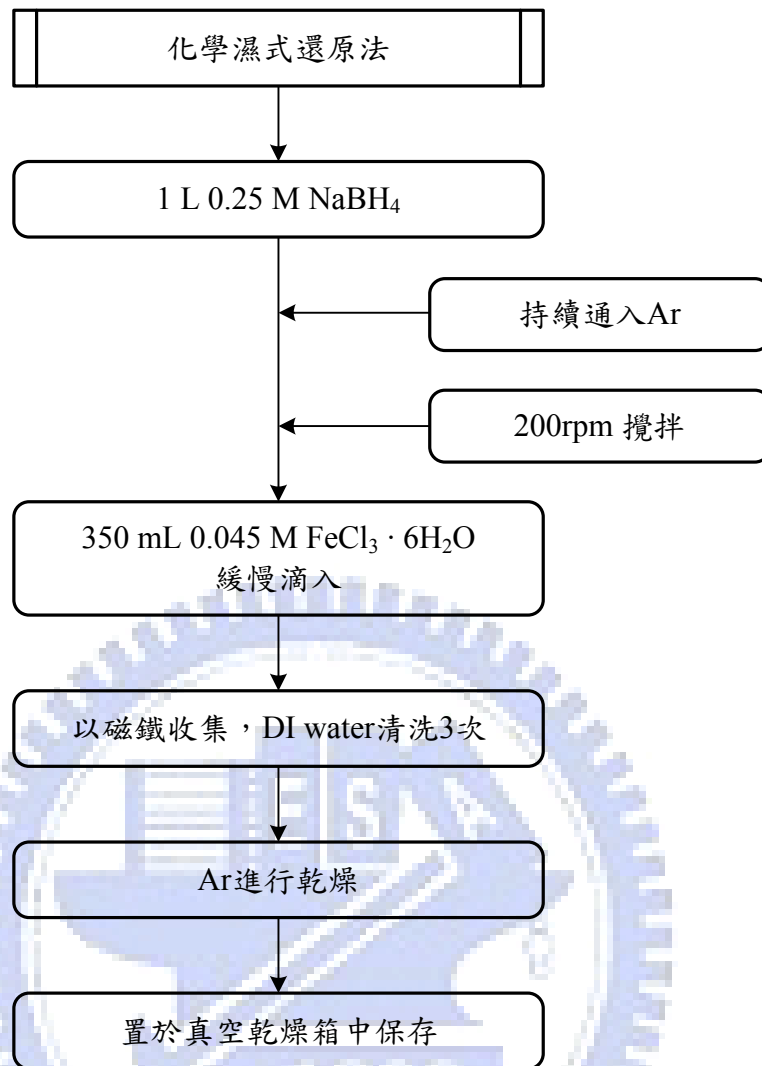 化學濕式還原法
1 L 0.25 M NaBH₄
持續通入Ar
200rpm 攪拌
350 mL 0.045 M FeCl₃ · 6H₂O
緩慢滴入
以磁鐵收集，DI water清洗3次
Ar進行乾燥
置於真空乾燥箱中保存
E S A